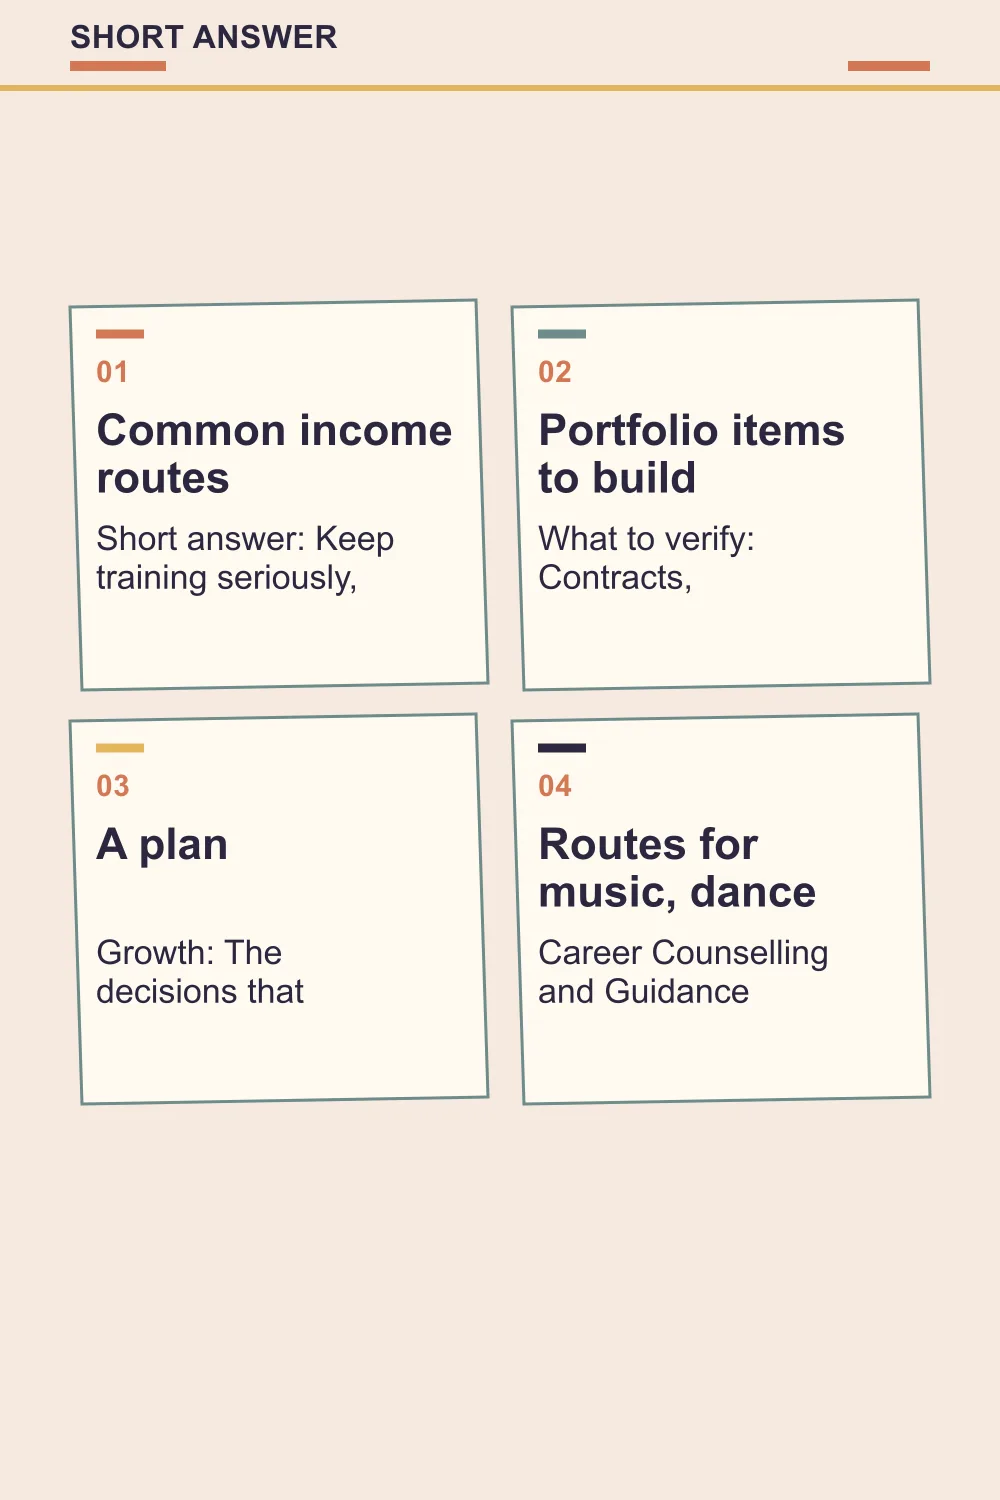 SHORT ANSWER
01
Common income
routes
Short answer: Keep
training seriously,
02
Portfolio items
to build
What to verify:
Contracts,
03
A plan
Growth: The
decisions that
04
Routes for
music, dance
Career Counselling
and Guidance